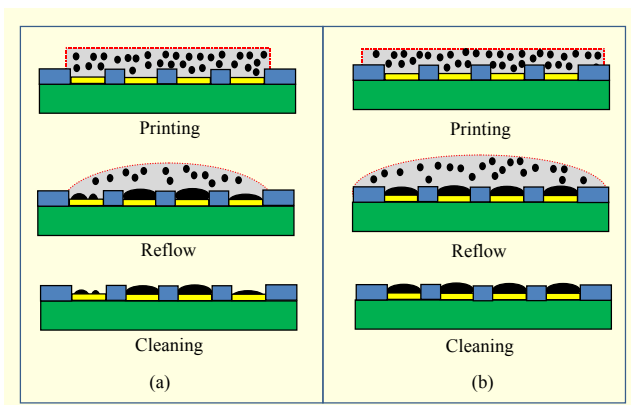 Printing
Reflow
Cleaning
(a)
Printing
Reflow
Cleaning
(b)